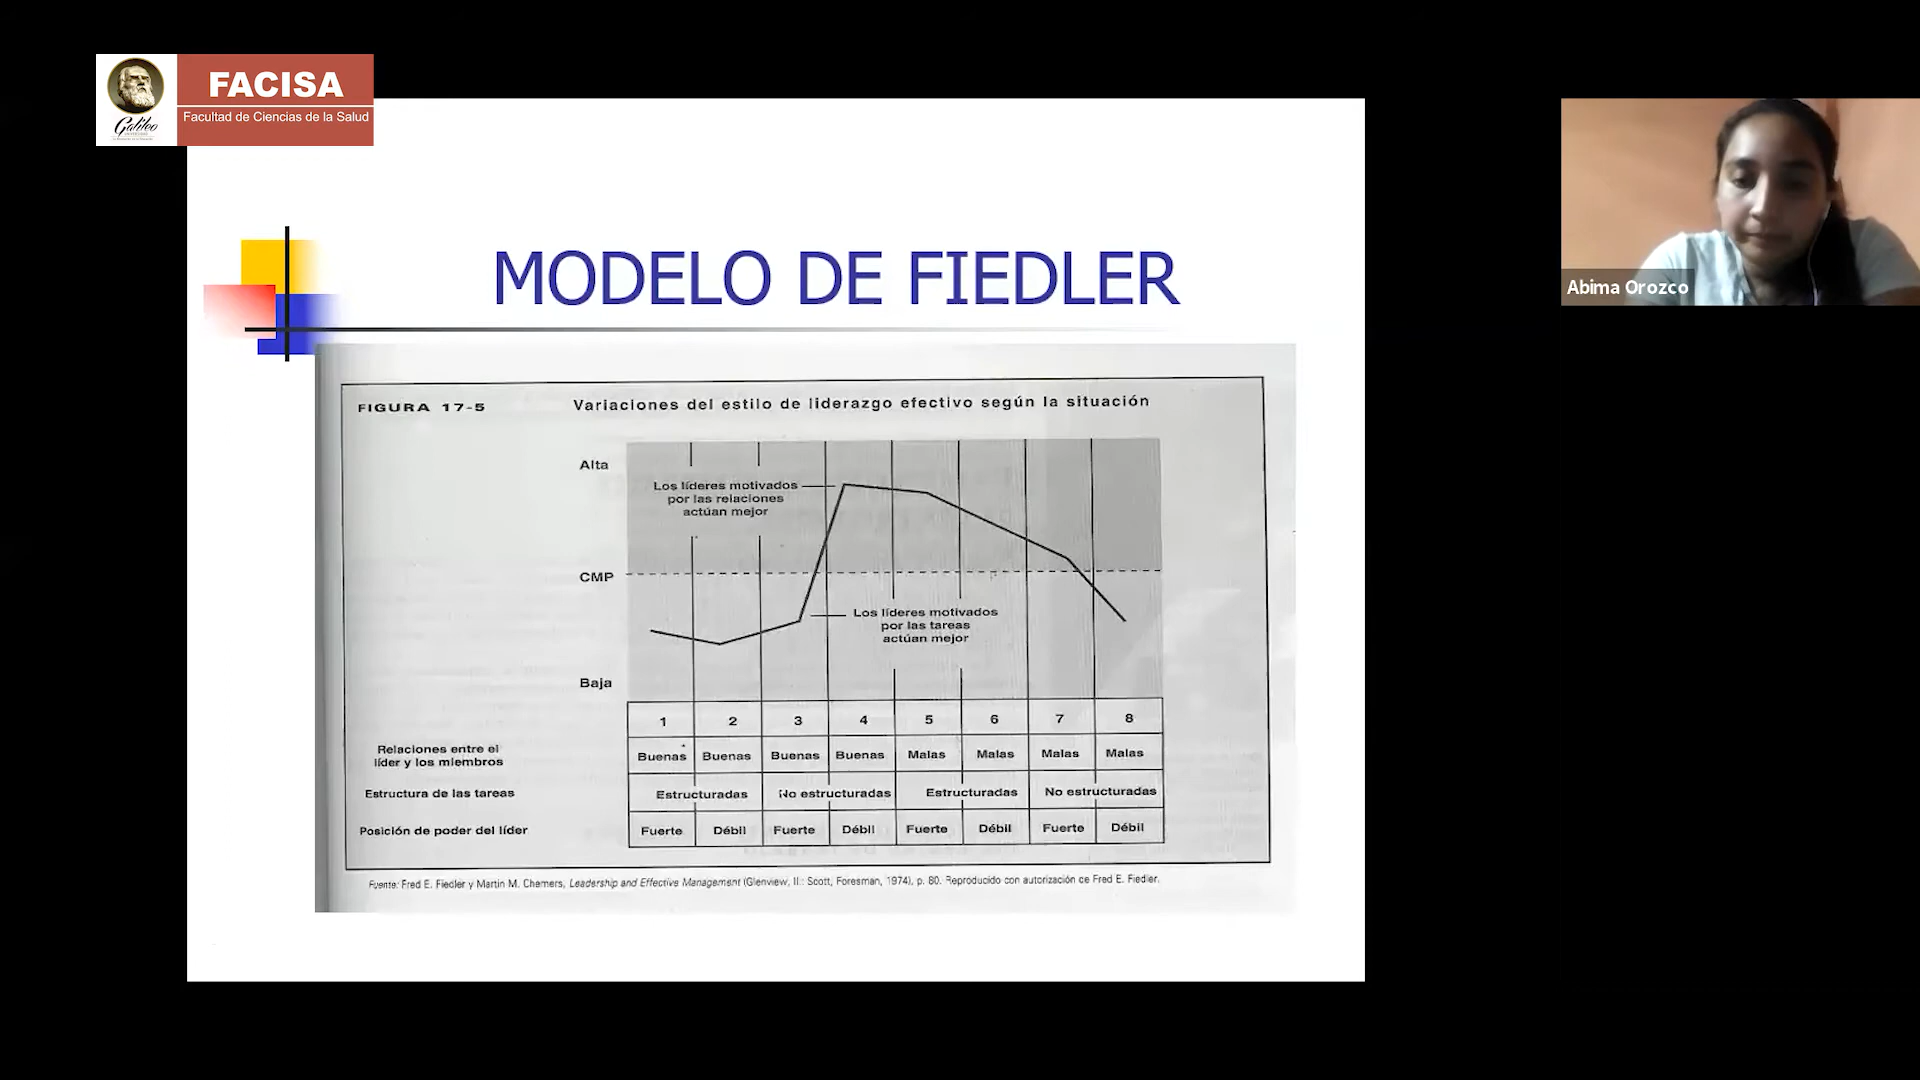 FACISA
Facultad de Ciencias de la Salud
Galileo
MODELO DE FIEDLER
Abima Orozco
FIGURA 17-5
Variaciones del estilo de liderazgo efectivo según la situación
Alta
Los líderes motivados
por las relaciones
actúan mejor
CMP
Los líderes motivados
por las tareas
actúan mejor
Baja
1 2 3 4 5 6 7 8
Relaciones entre el
líder y los miembros
Buenas Buenas Buenas Buenas Malas Malas Malas Malas
Estructura de las tareas
Estructuradas No estructuradas Estructuradas No estructuradas
Posición de poder del líder
Fuerte Débil Fuerte Débil Fuerte Débil Fuerte Débil
Fuente: Fred E. Fiedler y Martin M. Chemers, Leadership and Effective Management (Glenview, Il.: Scott, Foresman, 1974), p. 80. Reproducido con autorización de Fred E. Fiedler.